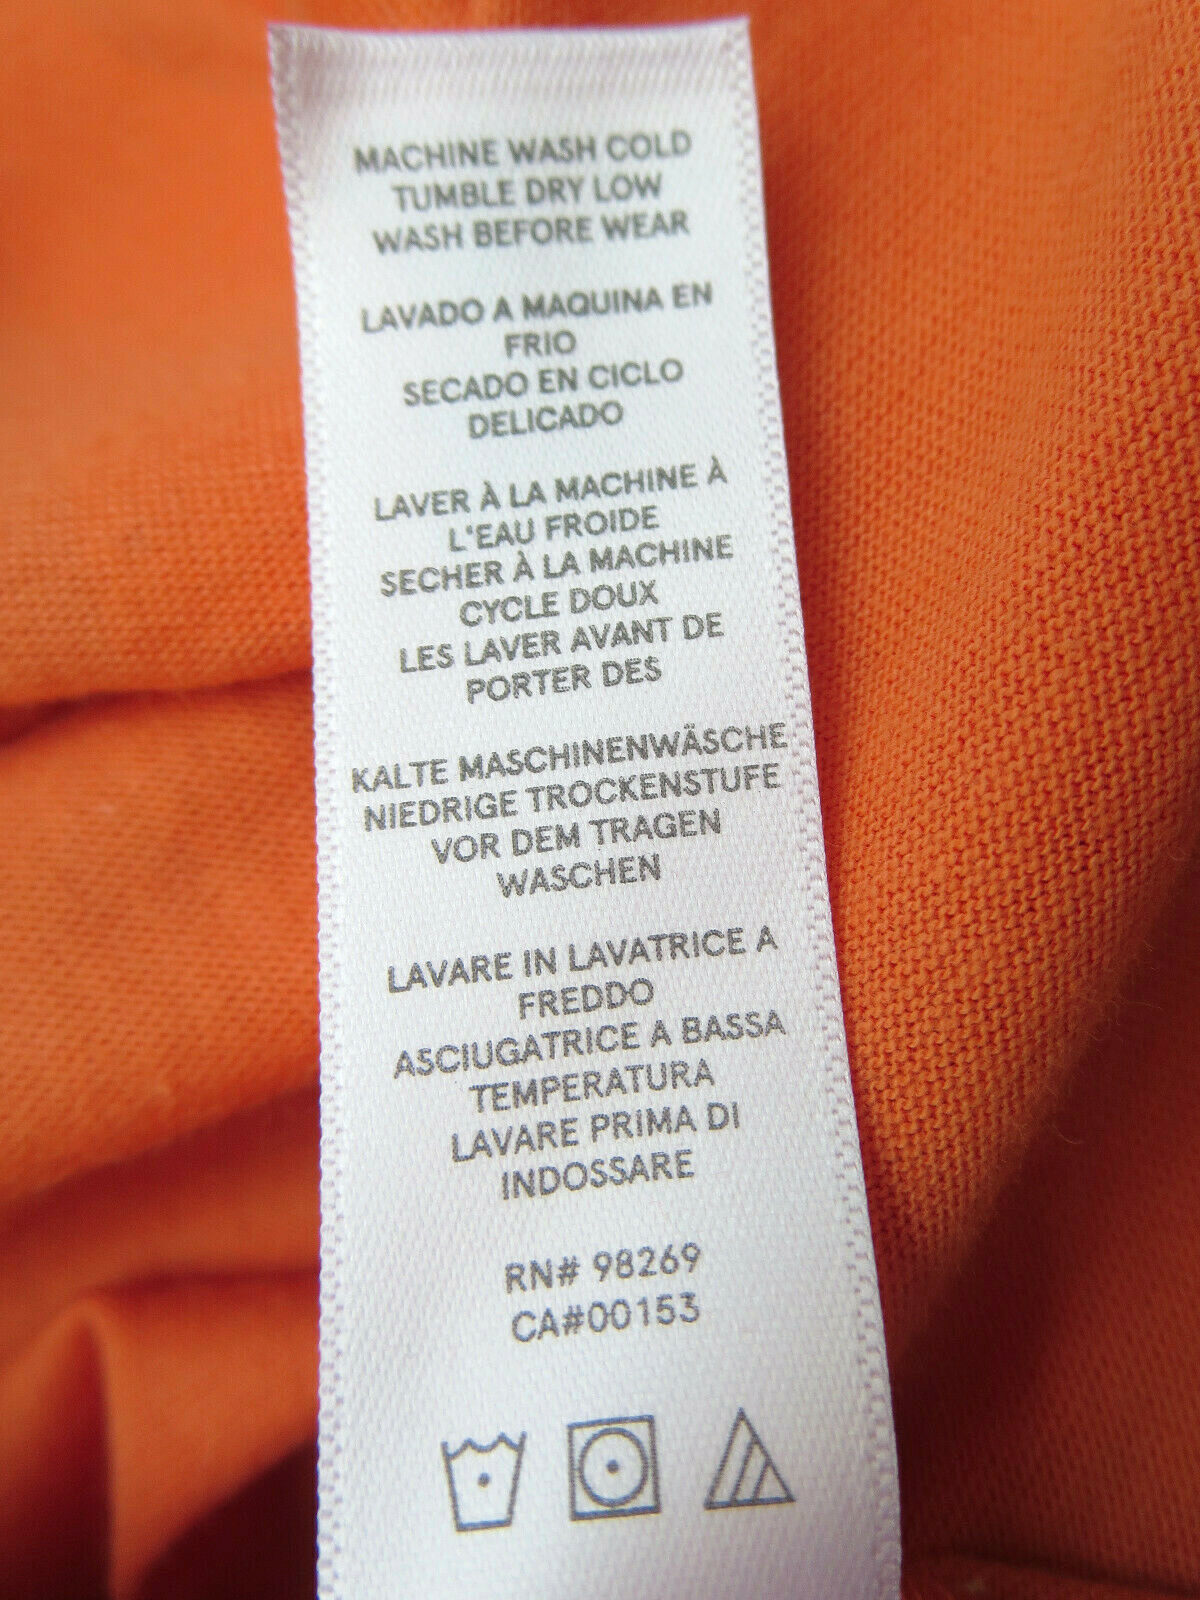 MACHINE WASH COLD
TUMBLE DRY LOW
WASH BEFORE WEAR
LAVADO A MAQUINA EN
FRIO
SECADO EN CICLO
DELICADO
LAVER À LA MACHINE À
L'EAU FROIDE
SECHER À LA MACHINE
CYCLE DOUX
LES LAVER AVANT DE
PORTER DES
KALTE MASCHINENWÄSCHE
NIEDRIGE TROCKENSTUFE
VOR DEM TRAGEN
WASCHEN
LAVARE IN LAVATRICE A
FREDDO
ASCIUGATRICE A BASSA
TEMPERATURA
LAVARE PRIMA DI
INDOSSARE
RN# 98269
CA#00153